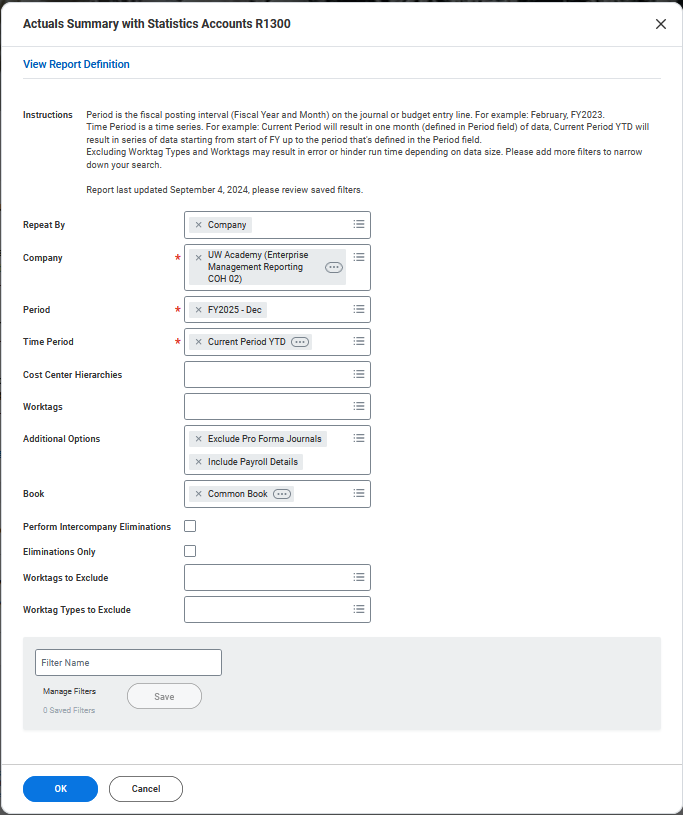 Actuals Summary with Statistics Accounts R1300
View Report Definition
Instructions Period is the fiscal posting interval (Fiscal Year and Month) on the journal or budget entry line. For example: February, FY2023.
Time Period is a time series. For example: Current Period will result in one month (defined in Period field) of data, Current Period YTD will
result in series of data starting from start of FY up to the period that's defined in the Period field.
Excluding Worktag Types and Worktags may result in error or hinder run time depending on data size. Please add more filters to narrow
down your search.
Report last updated September 4, 2024, please review saved filters.
Repeat By × Company
Company * × UW Academy (Enterprise
Management Reporting
COH 02)
Period * × FY2025 - Dec
Time Period * × Current Period YTD
Cost Center Hierarchies
Worktags
Additional Options × Exclude Pro Forma Journals
× Include Payroll Details
Book × Common Book
Perform Intercompany Eliminations
Eliminations Only
Worktags to Exclude
Worktag Types to Exclude
Filter Name
Manage Filters
Save
0 Saved Filters
OK Cancel